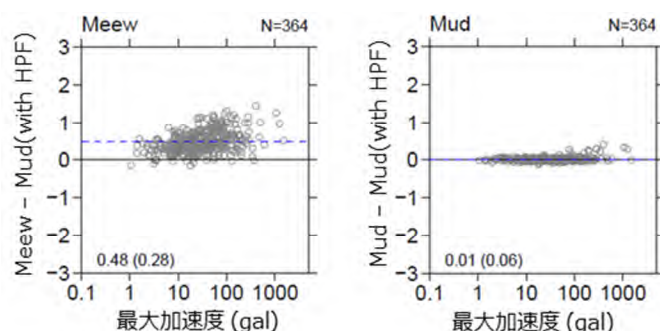 Meew N=364
3
2
1
0
−1
−2
−3
Meew − Mud(with HPF)
0.48 (0.28)
0.1 1 10 100 1000
最大加速度 (gal)
Mud N=364
3
2
1
0
−1
−2
−3
Mud − Mud(with HPF)
0.01 (0.06)
0.1 1 10 100 1000
最大加速度 (gal)